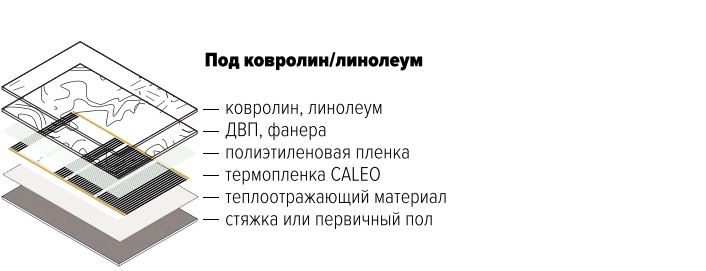 Под ковролин/линолеум
— ковролин, линолеум
— ДВП, фанера
— полиэтиленовая пленка
— термопленка CALEO
— теплоотражающий материал
— стяжка или первичный пол